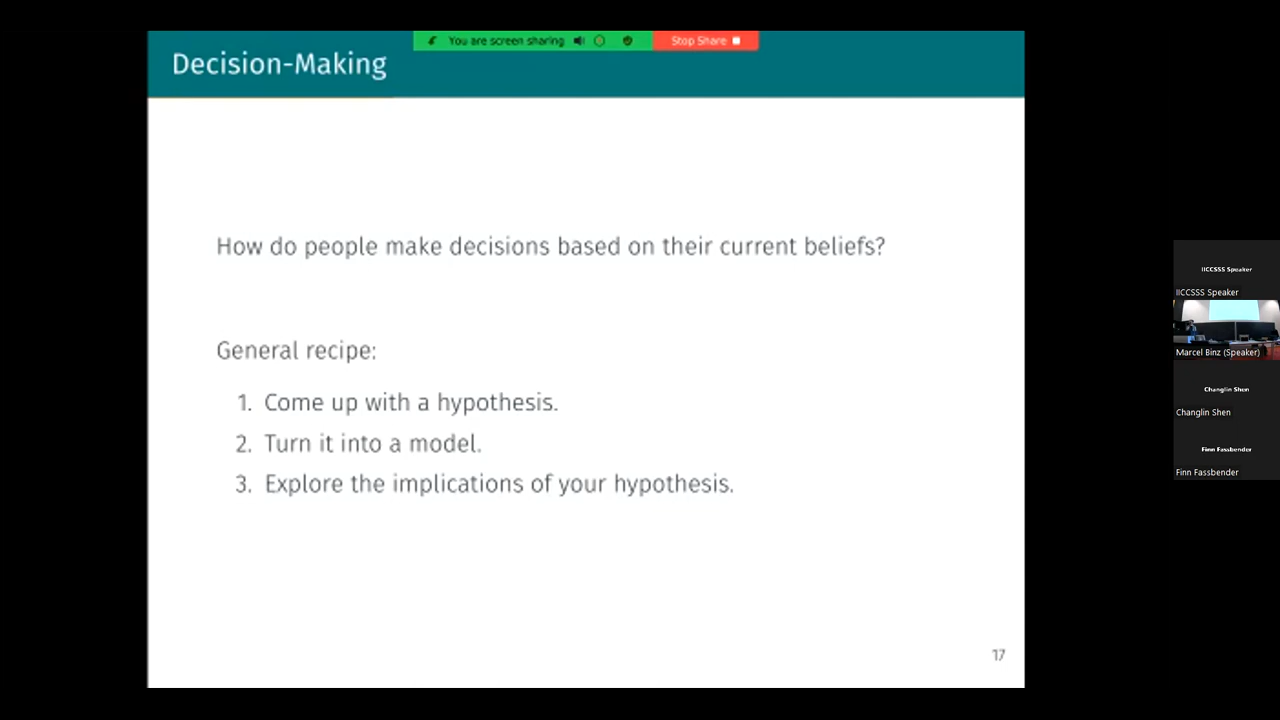 You are screen sharing
Stop Share
Decision-Making
How do people make decisions based on their current beliefs?
General recipe:
1. Come up with a hypothesis.
2. Turn it into a model.
3. Explore the implications of your hypothesis.
17
IICCSSS Speaker
IICCSSS Speaker
Marcel Binz (Speaker)
Changlin Shen
Changlin Shen
Finn Fassbender
Finn Fassbender